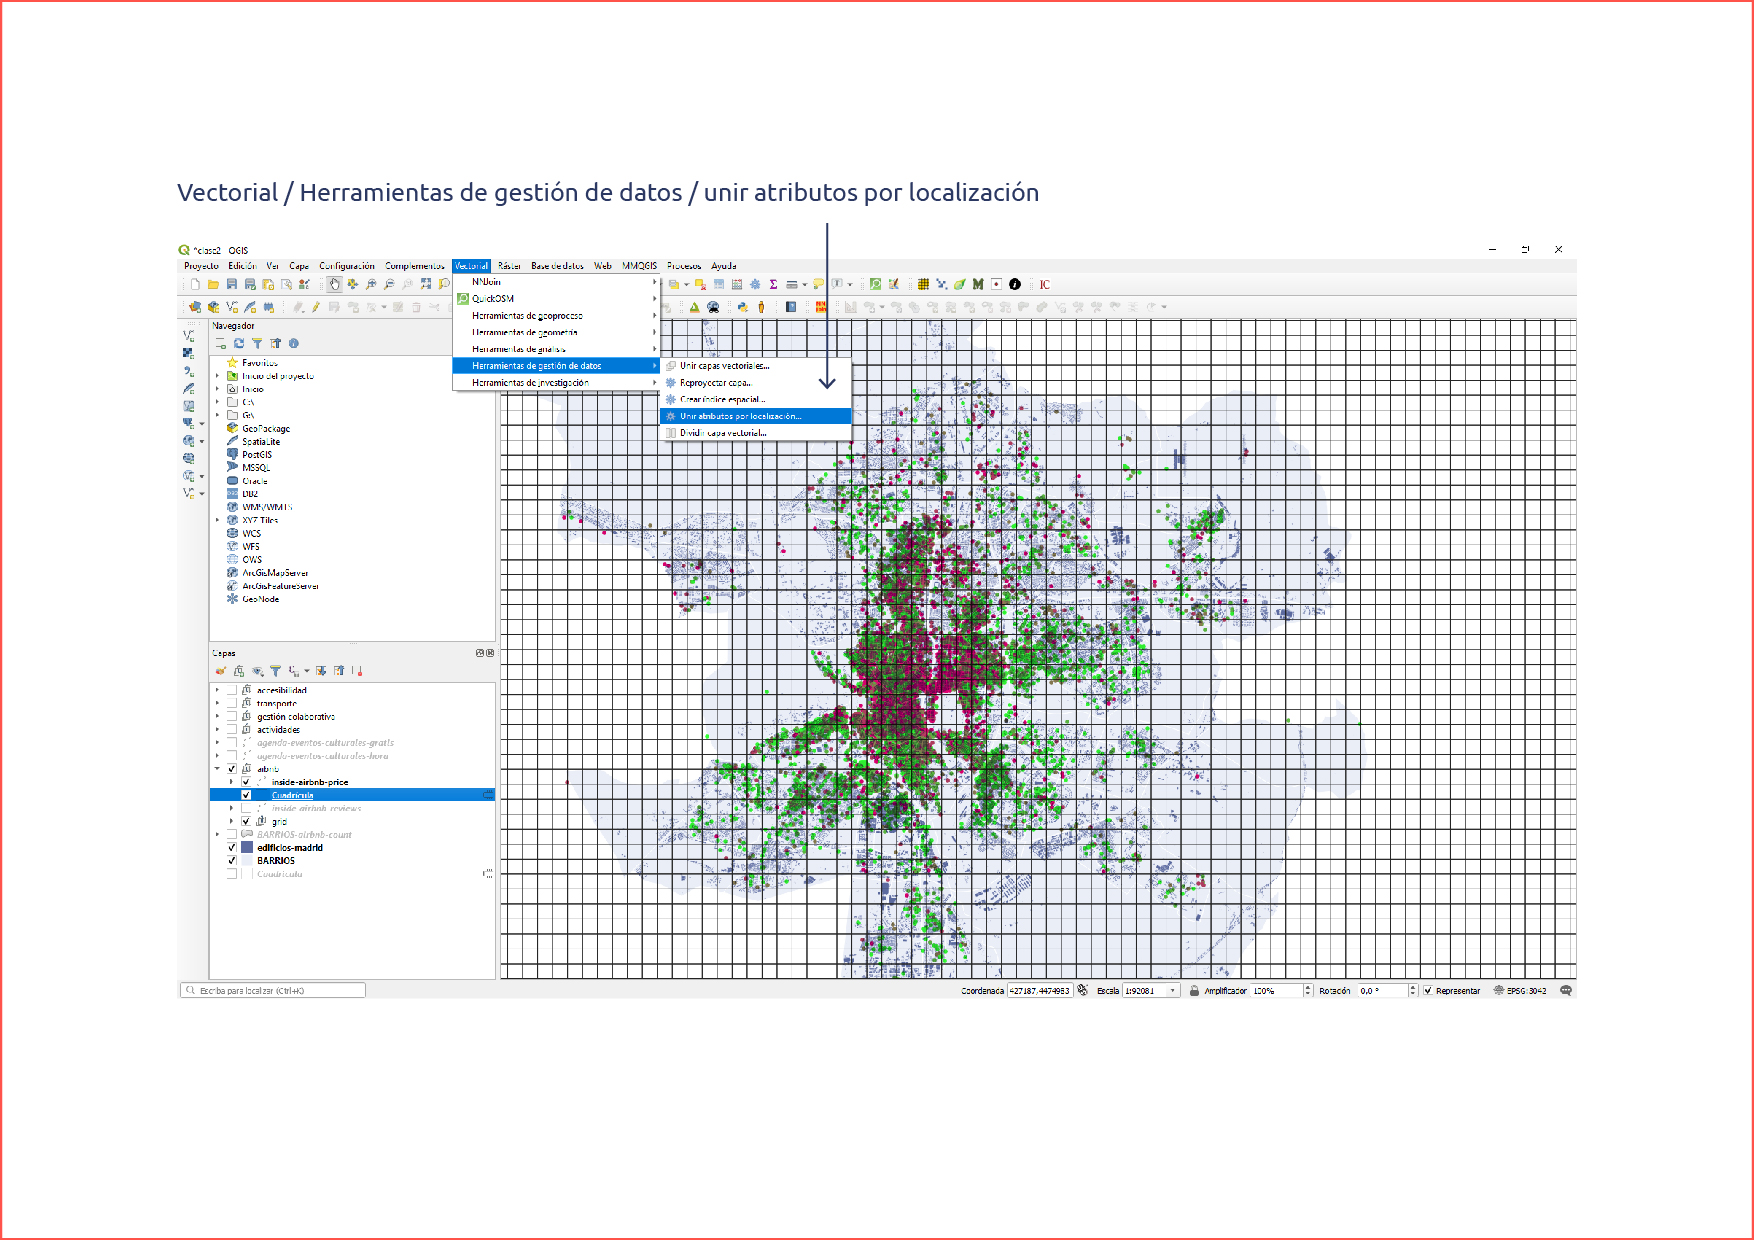 Vectorial / Herramientas de gestión de datos / unir atributos por localización
*clase2 - QGIS
Proyecto Edición Ver Capa Configuración Complementos Vectorial Ráster Base de datos Web MMQGIS Procesos Ayuda
NNJoin
QuickOSM
Herramientas de geoproceso
Herramientas de geometría
Herramientas de análisis
Herramientas de gestión de datos
Herramientas de investigación
Unir capas vectoriales...
Reproyectar capa...
Crear índice espacial...
Unir atributos por localización...
Dividir capa vectorial...
IC
Navegador
Favoritos
Inicio del proyecto
Inicio
C:\
G:\
GeoPackage
SpatiaLite
PostGIS
MSSQL
Oracle
DB2
WMS/WMTS
XYZ Tiles
WCS
WFS
OWS
ArcGisMapServer
ArcGisFeatureServer
GeoNode
Capas
accesibilidad
transporte
gestión colaborativa
actividades
agenda-eventos-culturales-gratis
agenda-eventos-culturales-hora
airbnb
inside-airbnb-price
Cuadrícula
inside-airbnb-reviews
grid
BARRIOS-airbnb-count
edificios-madrid
BARRIOS
Cuadrícula
Escriba para localizar (Ctrl+K)
Coordenada 427187,4474983 Escala 1:92081 Amplificador 100% Rotación 0,0 ° Representar EPSG:3042